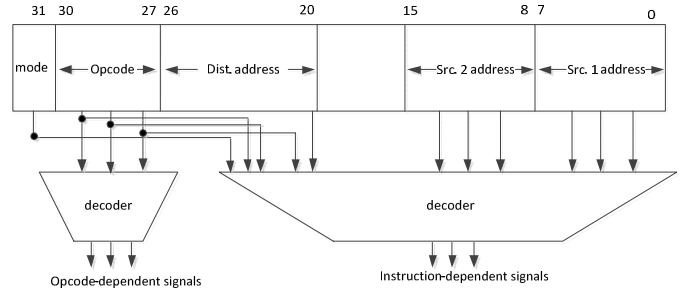 31 30 27 26 20 15 8 7 0
mode Opcode Dist. address Src. 2 address Src. 1 address
decoder decoder
Opcode-dependent signals Instruction-dependent signals